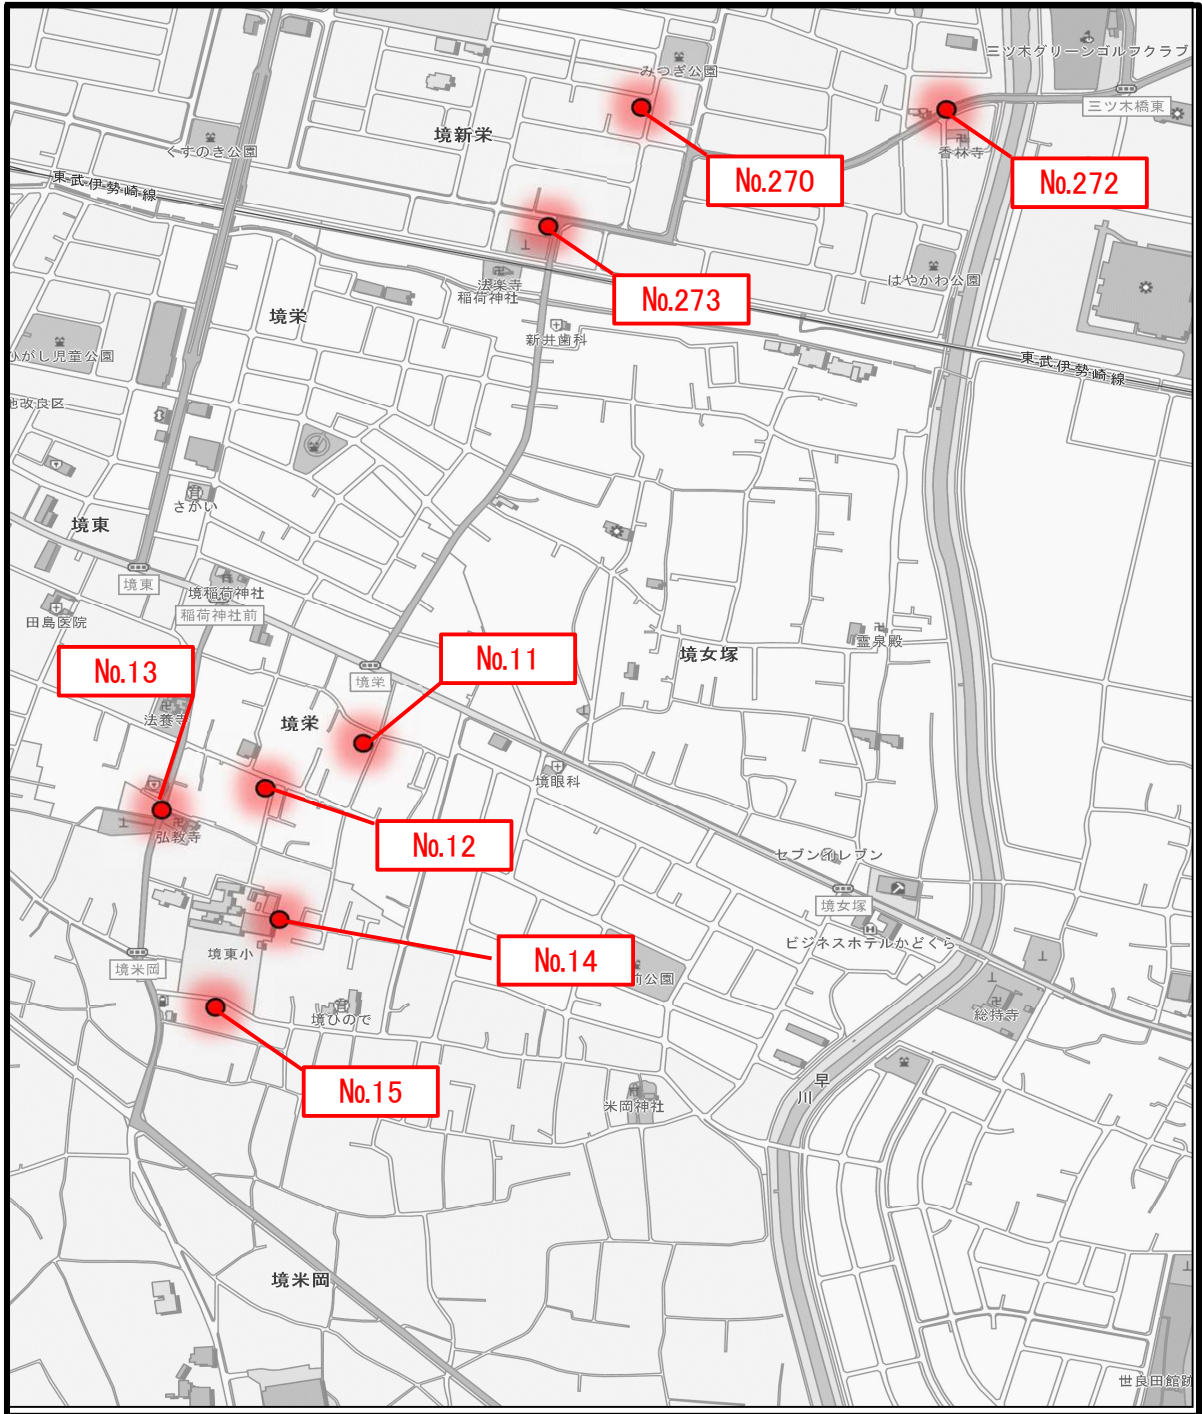 三ツ木グリーンゴルフクラブ
みつぎ公園
三ツ木橋東
境新栄
くすのき公園
香林寺
No.270
No.272
東武伊勢崎線
はやかわ公園
No.273
法楽寺
稲荷神社
境栄
新井歯科
ひがし児童公園
東武伊勢崎線
地改良区
さかい
境東
境東
境稲荷神社
稲荷神社前
田島医院
霊泉殿
No.11
境女塚
No.13
境栄
法養寺
境栄
境眼科
弘教寺
No.12
セブンイレブン
境女塚
ビジネスホテルかどくら
境東小
No.14
境米岡
前公園
総持寺
境ひので
No.15
早川
米岡神社
境米岡
世良田館跡